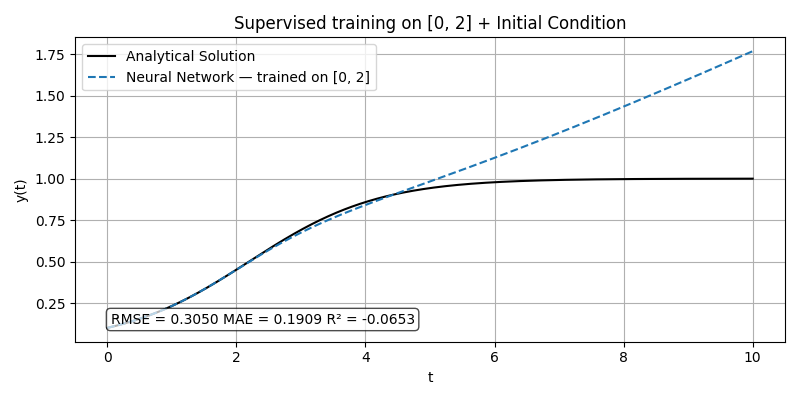 Supervised training on [0, 2] + Initial Condition
Analytical Solution
Neural Network — trained on [0, 2]
y(t)
1.75
1.50
1.25
1.00
0.75
0.50
0.25
RMSE = 0.3050 MAE = 0.1909 R² = -0.0653
0 2 4 6 8 10
t